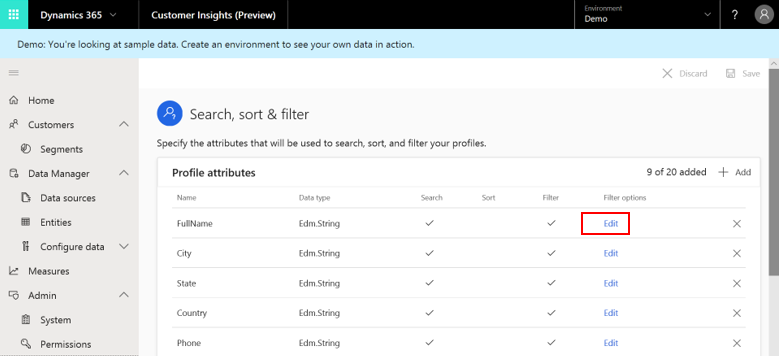 Dynamics 365 Customer Insights (Preview) Environment
Demo ?
Demo: You're looking at sample data. Create an environment to see your own data in action.
Discard Save
Home
Customers
Segments
Data Manager
Data sources
Entities
Configure data
Measures
Admin
System
Permissions
Search, sort & filter
Specify the attributes that will be used to search, sort, and filter your profiles.
Profile attributes 9 of 20 added Add
Name Data type Search Sort Filter Filter options
FullName Edm.String Edit
City Edm.String Edit
State Edm.String Edit
Country Edm.String Edit
Phone Edm.String Edit